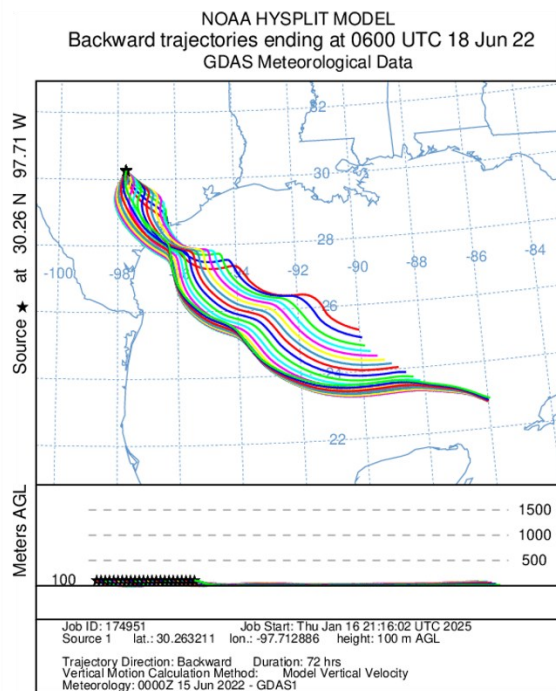 NOAA HYSPLIT MODEL
Backward trajectories ending at 0600 UTC 18 Jun 22
GDAS Meteorological Data
Source ★ at 30.26 N 97.71 W
32
30
28
-100
-98
-92
-90
-88
-86
-84
26
22
Meters AGL
1500
1000
500
100
Job ID: 174951 Job Start: Thu Jan 16 21:16:02 UTC 2025
Source 1 lat.: 30.263211 lon.: -97.712886 height: 100 m AGL
Trajectory Direction: Backward Duration: 72 hrs
Vertical Motion Calculation Method: Model Vertical Velocity
Meteorology: 0000Z 15 Jun 2022 - GDAS1